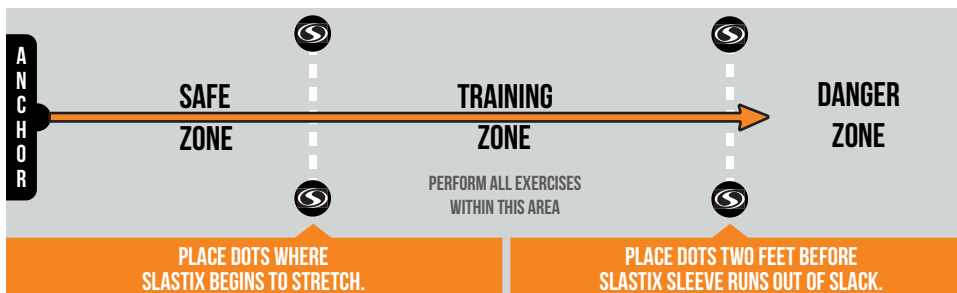 ANCHOR
SAFE
ZONE
TRAINING
ZONE
PERFORM ALL EXERCISES
WITHIN THIS AREA
DANGER
ZONE
PLACE DOTS WHERE
SLASTIX BEGINS TO STRETCH.
PLACE DOTS TWO FEET BEFORE
SLASTIX SLEEVE RUNS OUT OF SLACK.